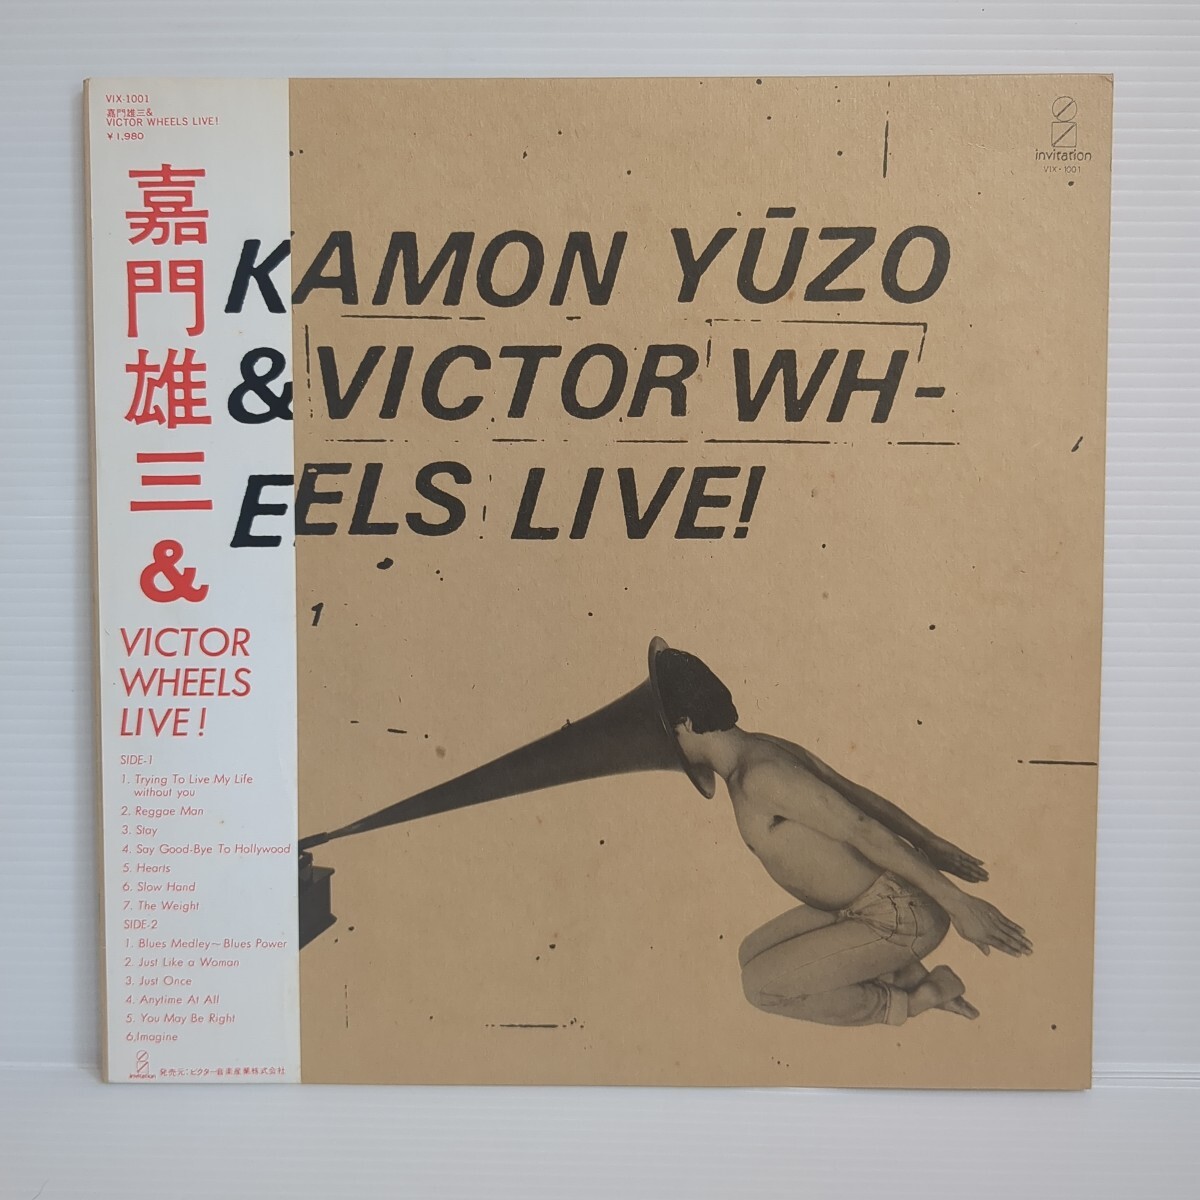 VIX-1001
嘉門雄三&
VICTOR WHEELS LIVE!
¥1,980
嘉門雄三&
VICTOR
WHEELS
LIVE!
SIDE-1
1. Trying To Live My Life
without you
2. Reggae Man
3. Stay
4. Say Good-Bye To Hollywood
5. Hearts
6. Slow Hand
7. The Weight
SIDE-2
1. Blues Medley~Blues Power
2. Just Like a Woman
3. Just Once
4. Anytime At All
5. You May Be Right
6. Imagine
invitation
発売元:ビクター音楽産業株式会社
KAMON YŪZO
& VICTOR WH-
EELS LIVE!
1
invitation
VIX-1001